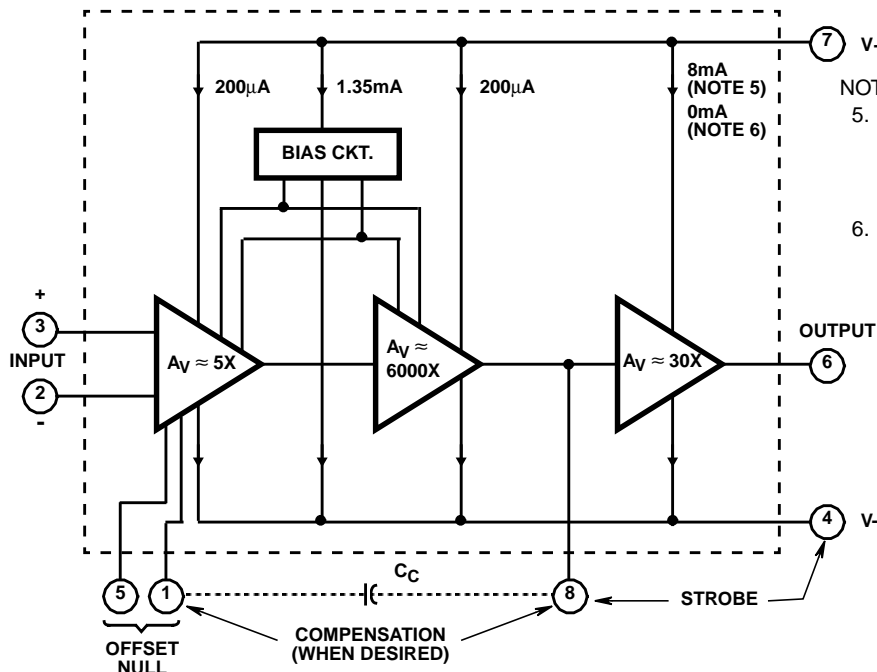 7
V-
200µA
1.35mA
200µA
8mA
(NOTE 5)
0mA
(NOTE 6)
NOT
5.
6.
BIAS CKT.
+
3
INPUT
2
-
AV ≈ 5X
AV ≈
6000X
AV ≈ 30X
OUTPUT
6
4
V-
5
1
CC
8
STROBE
OFFSET
NULL
COMPENSATION
(WHEN DESIRED)